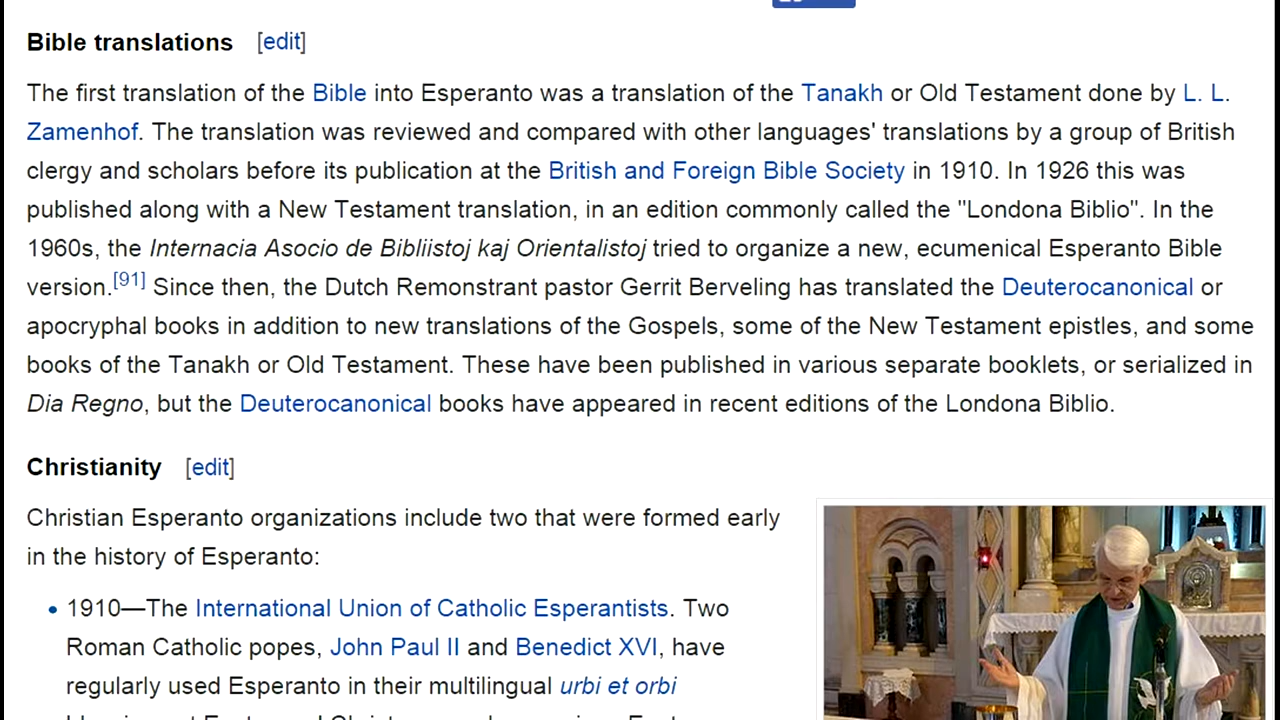 Bible translations [edit]
The first translation of the Bible into Esperanto was a translation of the Tanakh or Old Testament done by L. L.
Zamenhof. The translation was reviewed and compared with other languages' translations by a group of British
clergy and scholars before its publication at the British and Foreign Bible Society in 1910. In 1926 this was
published along with a New Testament translation, in an edition commonly called the "Londona Biblio". In the
1960s, the Internacia Asocio de Bibliistoj kaj Orientalistoj tried to organize a new, ecumenical Esperanto Bible
version.[91] Since then, the Dutch Remonstrant pastor Gerrit Berveling has translated the Deuterocanonical or
apocryphal books in addition to new translations of the Gospels, some of the New Testament epistles, and some
books of the Tanakh or Old Testament. These have been published in various separate booklets, or serialized in
Dia Regno, but the Deuterocanonical books have appeared in recent editions of the Londona Biblio.
Christianity [edit]
Christian Esperanto organizations include two that were formed early
in the history of Esperanto:
• 1910—The International Union of Catholic Esperantists. Two
Roman Catholic popes, John Paul II and Benedict XVI, have
regularly used Esperanto in their multilingual urbi et orbi